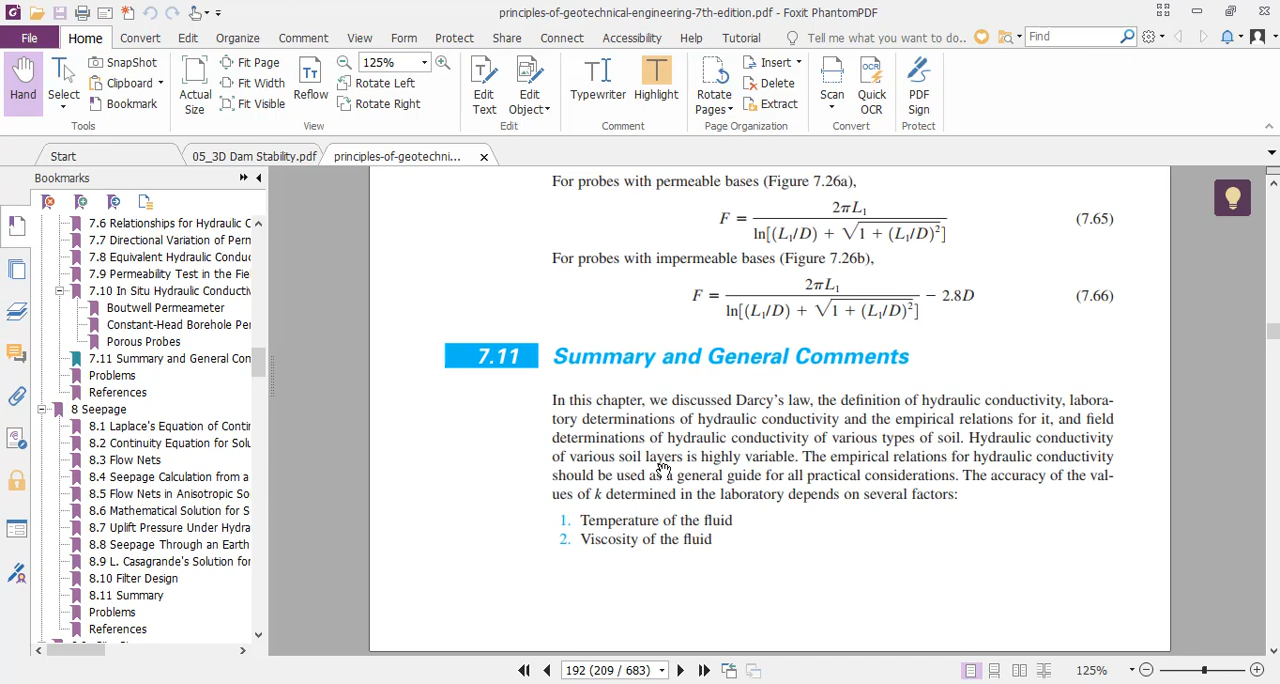 principles-of-geotechnical-engineering-7th-edition.pdf - Foxit PhantomPDF
File Home Convert Edit Organize Comment View Form Protect Share Connect Accessibility Help Tutorial Tell me what you want to do.. Find
Hand
Select
SnapShot
Clipboard
Bookmark
Tools
Actual Size
Fit Page
Fit Width
Fit Visible
Reflow
125%
Rotate Left
Rotate Right
View
Edit Text
Edit Object
Edit
Typewriter
Highlight
Comment
Rotate Pages
Insert
Delete
Extract
Page Organization
Scan
Quick OCR
Convert
PDF Sign
Protect
Start 05_3D Dam Stability.pdf principles-of-geotechni...
Bookmarks
7.6 Relationships for Hydraulic C
7.7 Directional Variation of Perm
7.8 Equivalent Hydraulic Conduc
7.9 Permeability Test in the Fie
7.10 In Situ Hydraulic Conductiv
Boutwell Permeameter
Constant-Head Borehole Pe
Porous Probes
7.11 Summary and General Con
Problems
References
8 Seepage
8.1 Laplace's Equation of Conti
8.2 Continuity Equation for Solu
8.3 Flow Nets
8.4 Seepage Calculation from a
8.5 Flow Nets in Anisotropic So
8.6 Mathematical Solution for S
8.7 Uplift Pressure Under Hydra
8.8 Seepage Through an Earth
8.9 L. Casagrande's Solution for
8.10 Filter Design
8.11 Summary
Problems
References
For probes with permeable bases (Figure 7.26a),
F = 2πL₁ / ln[(L₁/D) + √1 + (L₁/D)²] (7.65)
For probes with impermeable bases (Figure 7.26b),
F = 2πL₁ / ln[(L₁/D) + √1 + (L₁/D)²] − 2.8D (7.66)
7.11 Summary and General Comments
In this chapter, we discussed Darcy's law, the definition of hydraulic conductivity, labora-
tory determinations of hydraulic conductivity and the empirical relations for it, and field
determinations of hydraulic conductivity of various types of soil. Hydraulic conductivity
of various soil layers is highly variable. The empirical relations for hydraulic conductivity
should be used as a general guide for all practical considerations. The accuracy of the val-
ues of k determined in the laboratory depends on several factors:
1. Temperature of the fluid
2. Viscosity of the fluid
192 (209 / 683)
125%